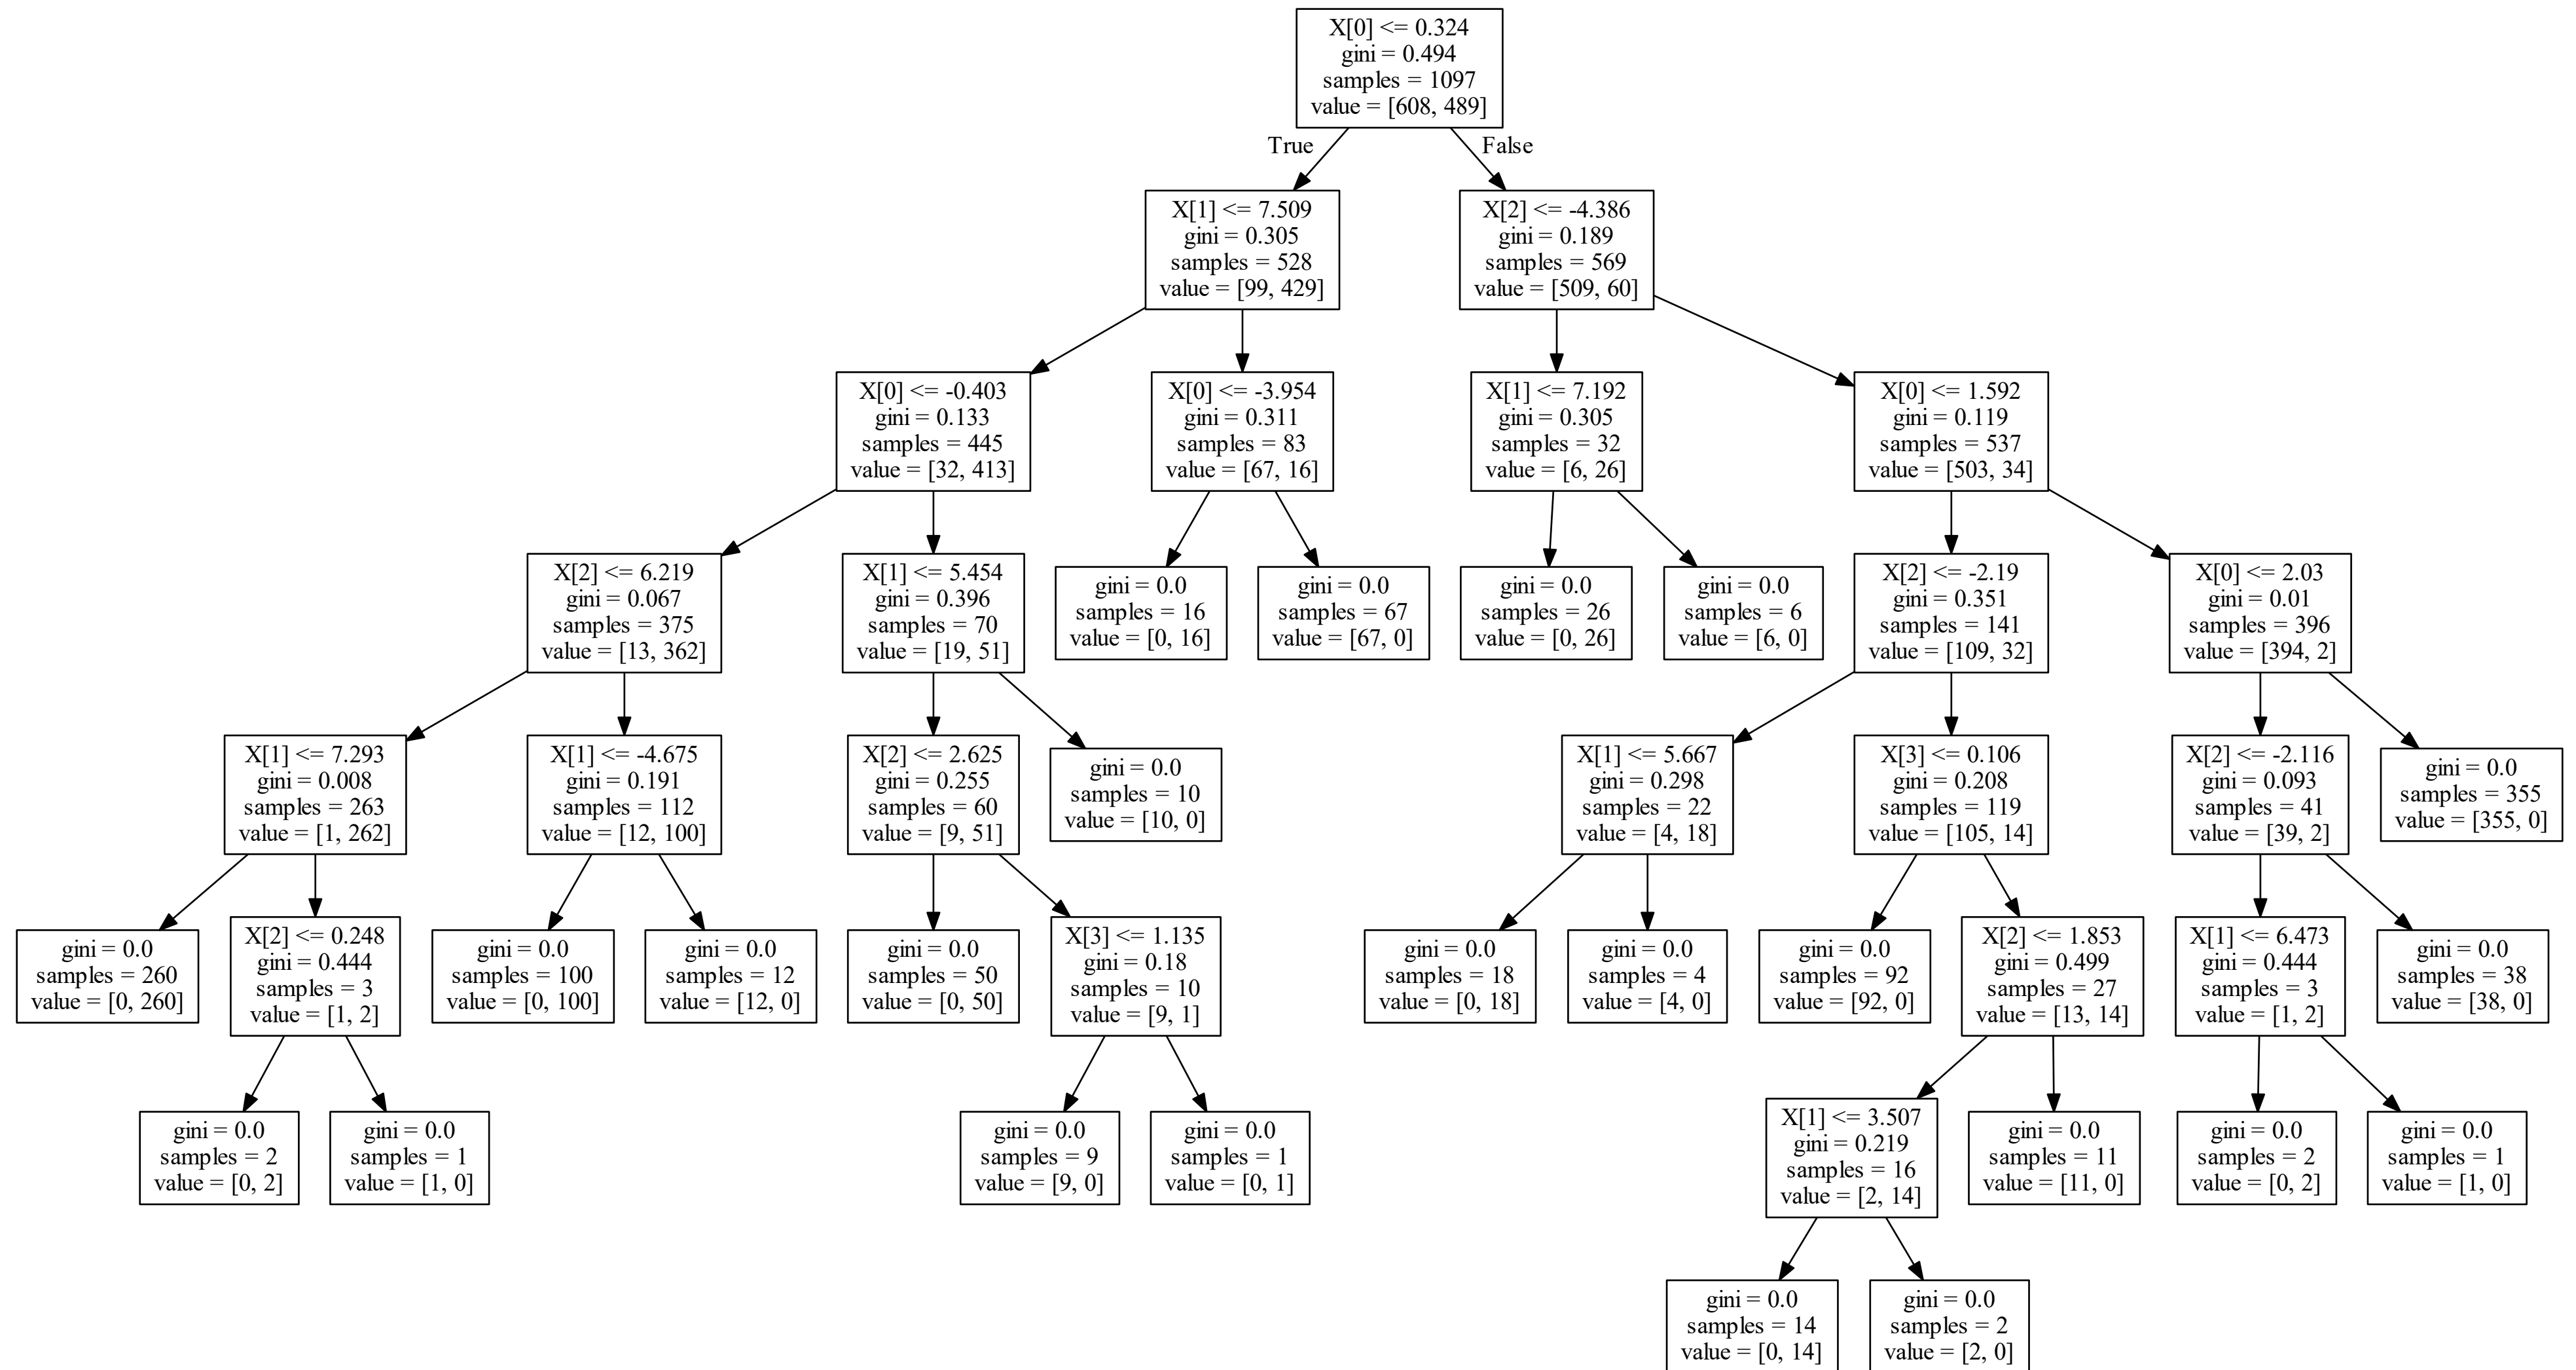 X[0] <= 0.324
gini = 0.494
samples = 1097
value = [608, 489]
True
False
X[1] <= 7.509
gini = 0.305
samples = 528
value = [99, 429]
X[2] <= -4.386
gini = 0.189
samples = 569
value = [509, 60]
X[0] <= -0.403
gini = 0.133
samples = 445
value = [32, 413]
X[0] <= -3.954
gini = 0.311
samples = 83
value = [67, 16]
X[1] <= 7.192
gini = 0.305
samples = 32
value = [6, 26]
X[0] <= 1.592
gini = 0.119
samples = 537
value = [503, 34]
X[2] <= 6.219
gini = 0.067
samples = 375
value = [13, 362]
X[1] <= 5.454
gini = 0.396
samples = 70
value = [19, 51]
gini = 0.0
samples = 16
value = [0, 16]
gini = 0.0
samples = 67
value = [67, 0]
gini = 0.0
samples = 26
value = [0, 26]
gini = 0.0
samples = 6
value = [6, 0]
X[2] <= -2.19
gini = 0.351
samples = 141
value = [109, 32]
X[0] <= 2.03
gini = 0.01
samples = 396
value = [394, 2]
X[1] <= 7.293
gini = 0.008
samples = 263
value = [1, 262]
X[1] <= -4.675
gini = 0.191
samples = 112
value = [12, 100]
X[2] <= 2.625
gini = 0.255
samples = 60
value = [9, 51]
gini = 0.0
samples = 10
value = [10, 0]
X[1] <= 5.667
gini = 0.298
samples = 22
value = [4, 18]
X[3] <= 0.106
gini = 0.208
samples = 119
value = [105, 14]
X[2] <= -2.116
gini = 0.093
samples = 41
value = [39, 2]
gini = 0.0
samples = 355
value = [355, 0]
gini = 0.0
samples = 260
value = [0, 260]
X[2] <= 0.248
gini = 0.444
samples = 3
value = [1, 2]
gini = 0.0
samples = 100
value = [0, 100]
gini = 0.0
samples = 12
value = [12, 0]
gini = 0.0
samples = 50
value = [0, 50]
X[3] <= 1.135
gini = 0.18
samples = 10
value = [9, 1]
gini = 0.0
samples = 18
value = [0, 18]
gini = 0.0
samples = 4
value = [4, 0]
gini = 0.0
samples = 92
value = [92, 0]
X[2] <= 1.853
gini = 0.499
samples = 27
value = [13, 14]
X[1] <= 6.473
gini = 0.444
samples = 3
value = [1, 2]
gini = 0.0
samples = 38
value = [38, 0]
gini = 0.0
samples = 2
value = [0, 2]
gini = 0.0
samples = 1
value = [1, 0]
gini = 0.0
samples = 9
value = [9, 0]
gini = 0.0
samples = 1
value = [0, 1]
X[1] <= 3.507
gini = 0.219
samples = 16
value = [2, 14]
gini = 0.0
samples = 11
value = [11, 0]
gini = 0.0
samples = 2
value = [0, 2]
gini = 0.0
samples = 1
value = [1, 0]
gini = 0.0
samples = 14
value = [0, 14]
gini = 0.0
samples = 2
value = [2, 0]